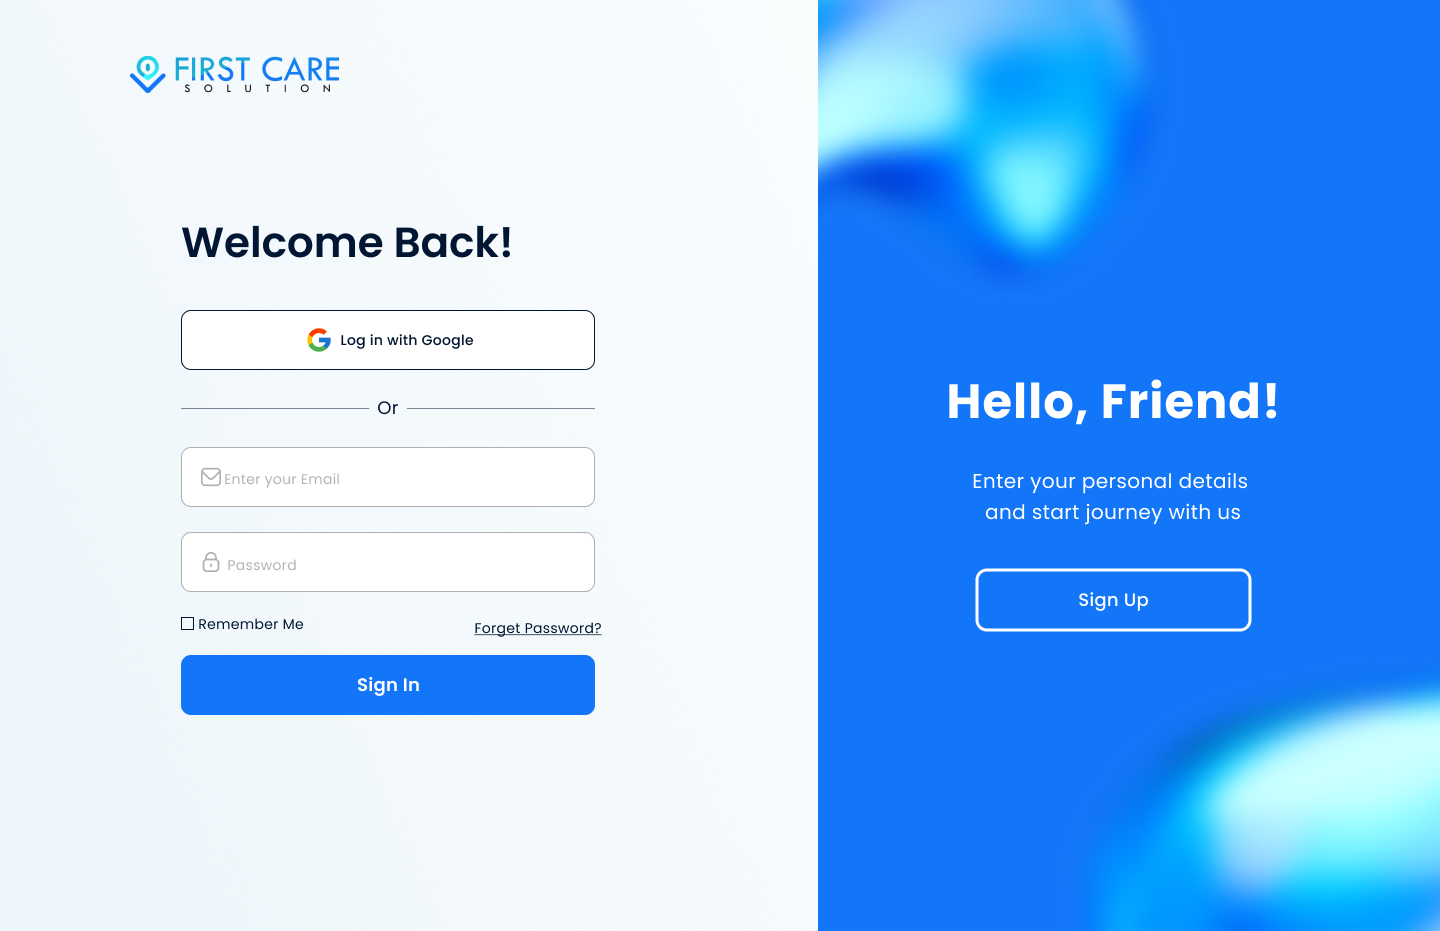 FIRST CARE
SOLUTION
Welcome Back!
Log in with Google
Or
Enter your Email
Password
Remember Me
Forget Password?
Sign In
Hello, Friend!
Enter your personal details
and start journey with us
Sign Up